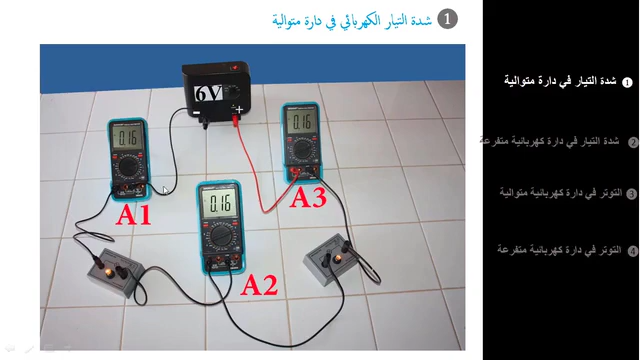 1 شدة التيار الكهربائي في دارة متوالية
6V
- +
0.16
0.16
0.16
A1
A2
A3
1 شدة التيار في دارة متوالية
2 شدة التيار في دارة كهربائية متفرعة
3 التوتر في دارة كهربائية متوالية
4 التوتر في دارة كهربائية متفرعة